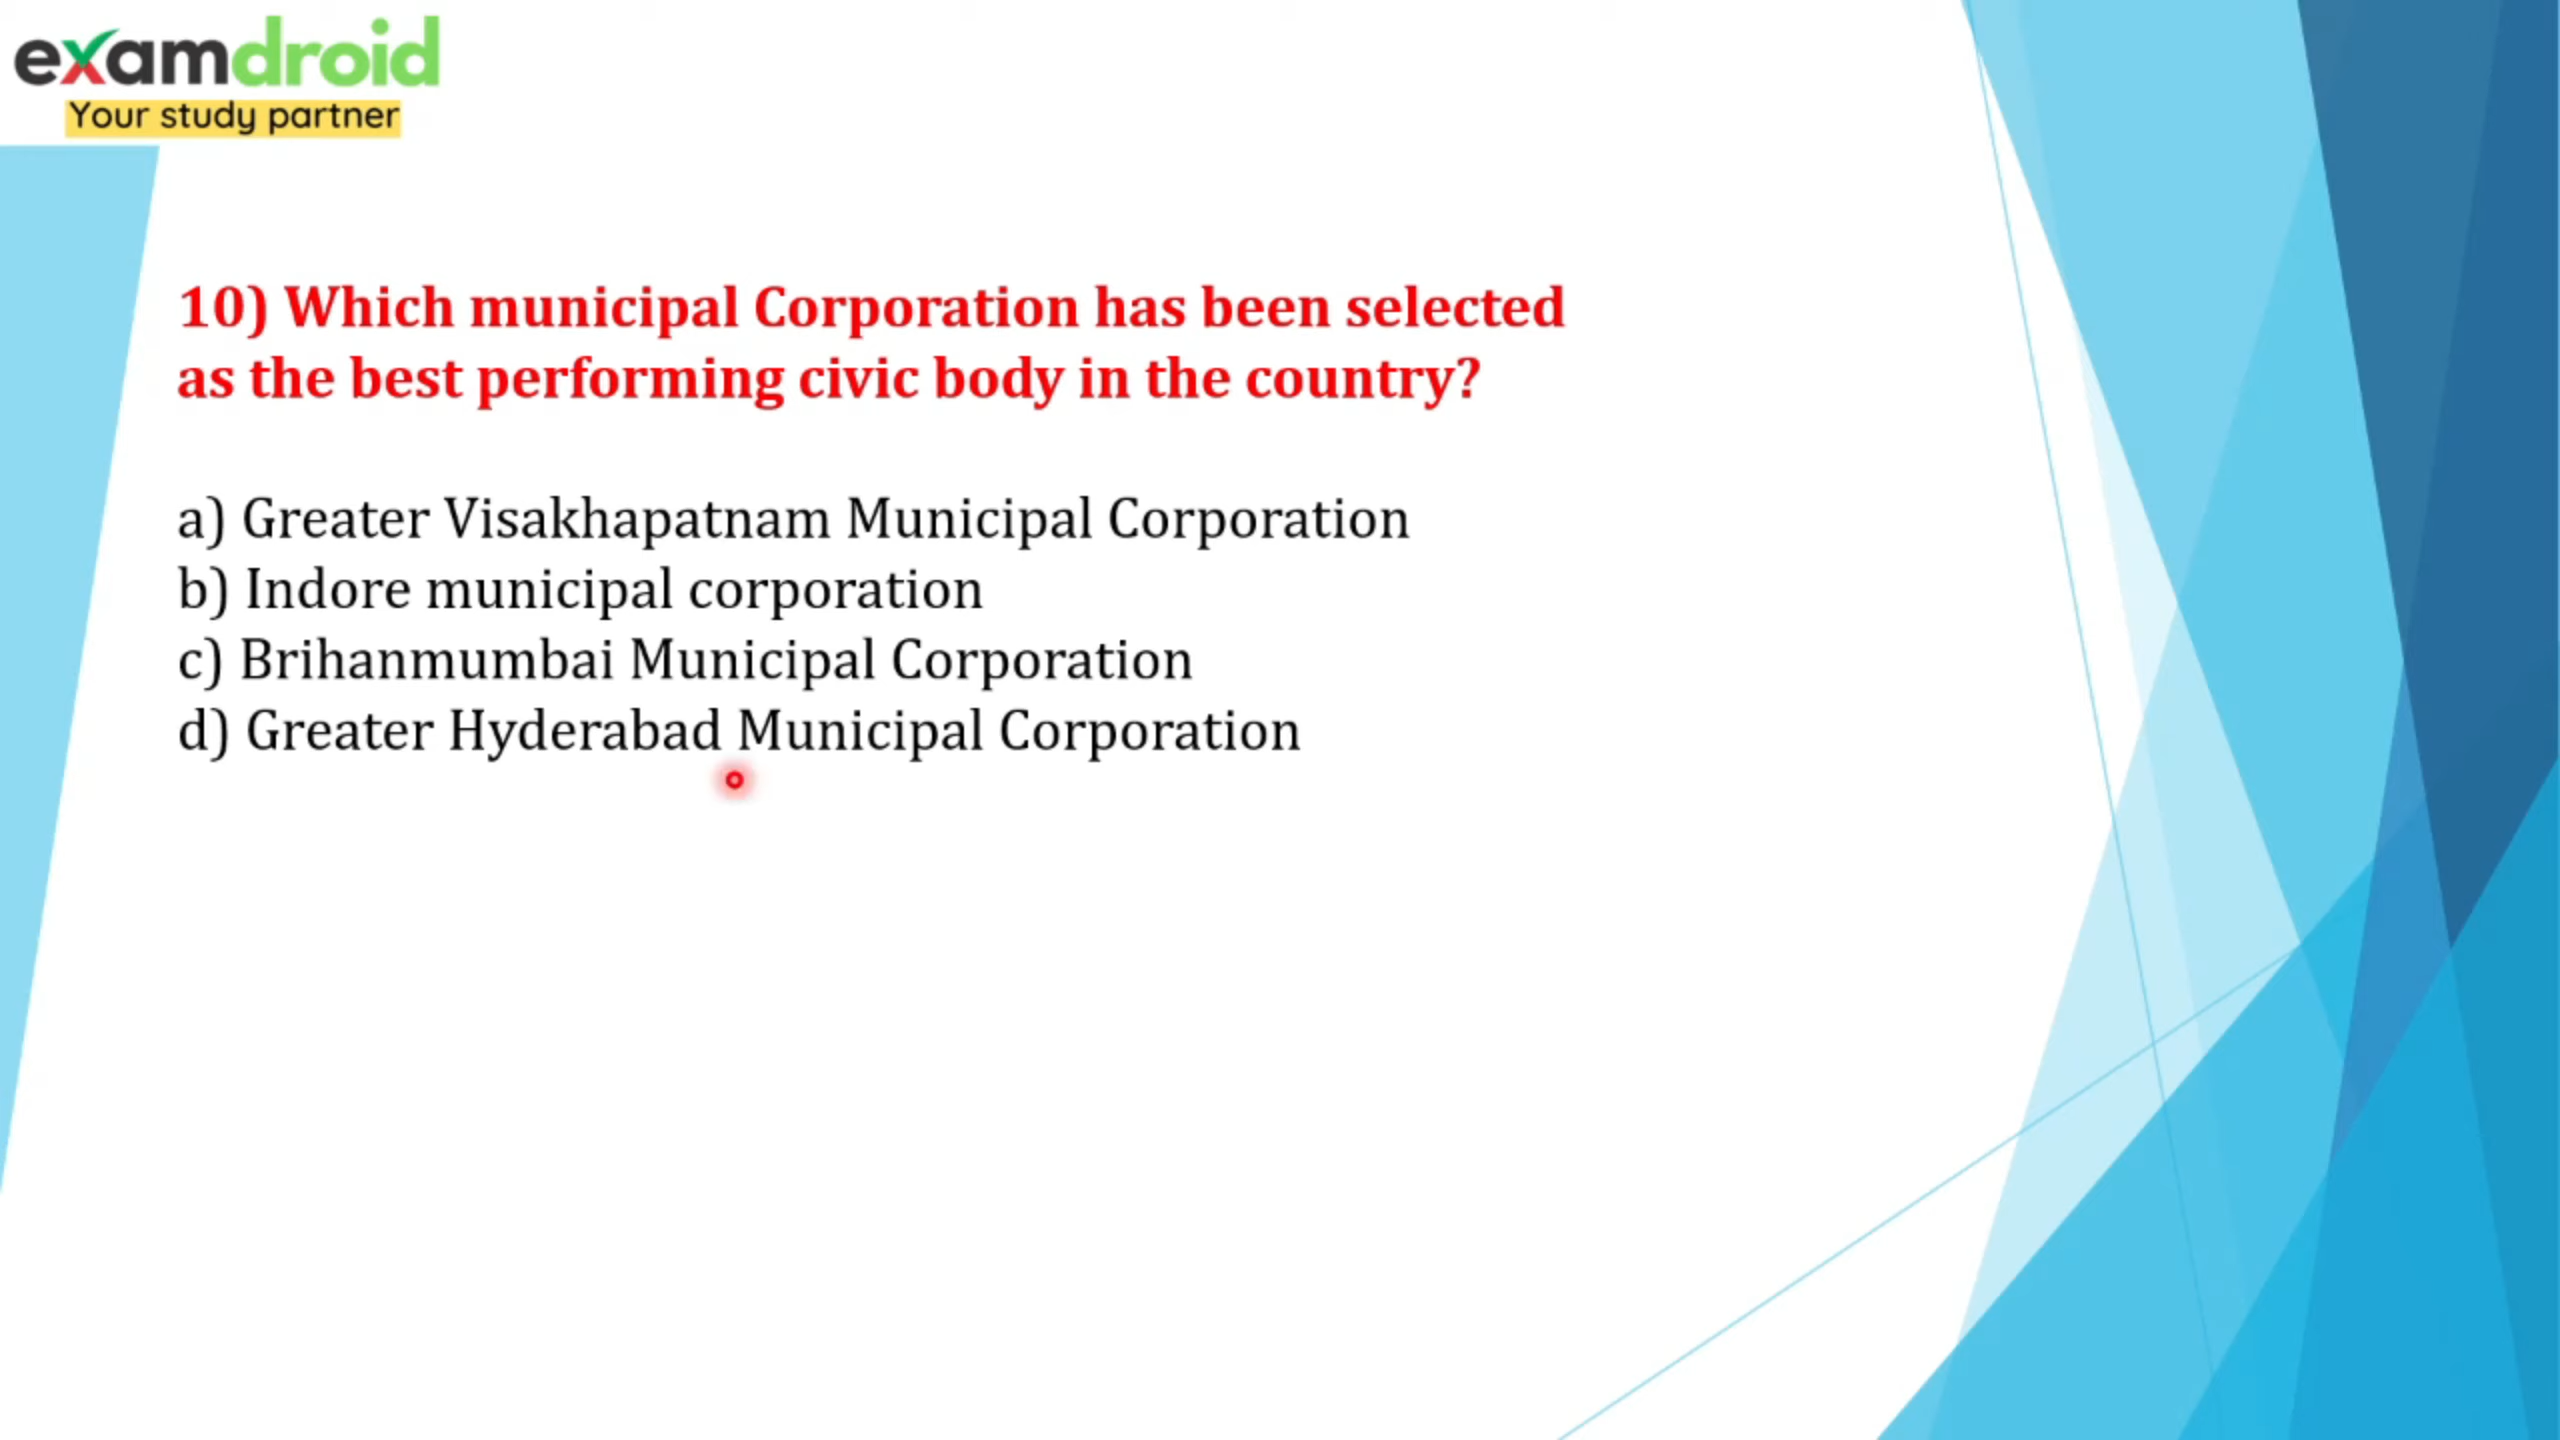 examdroid
Your study partner
10) Which municipal Corporation has been selected
as the best performing civic body in the country?
a) Greater Visakhapatnam Municipal Corporation
b) Indore municipal corporation
c) Brihanmumbai Municipal Corporation
d) Greater Hyderabad Municipal Corporation